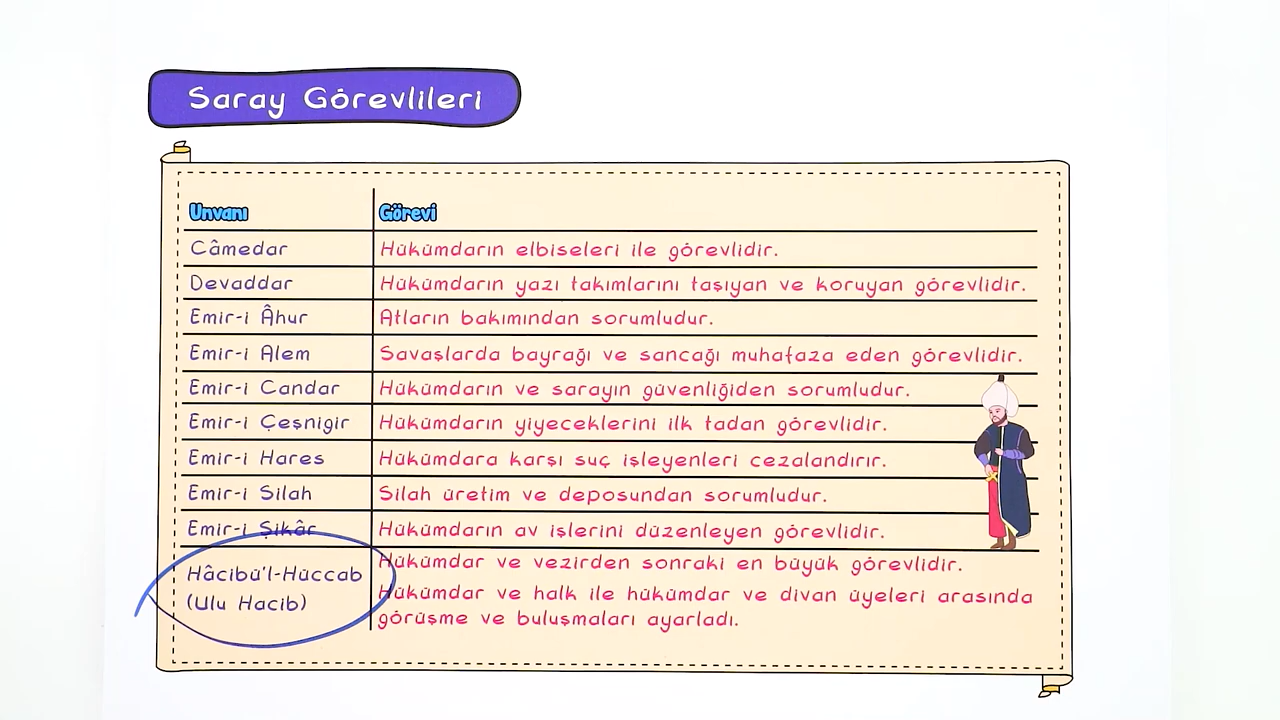 Saray Görevlileri
Unvanı Görevi
Câmedar Hükümdarın elbiseleri ile görevlidir.
Devaddar Hükümdarın yazı takımlarını taşıyan ve koruyan görevlidir.
Emir-i Âhur Atların bakımından sorumludur.
Emir-i Alem Savaşlarda bayrağı ve sancağı muhafaza eden görevlidir.
Emir-i Candar Hükümdarın ve sarayın güvenliğiden sorumludur.
Emir-i Çeşnigir Hükümdarın yiyeceklerini ilk tadan görevlidir.
Emir-i Hares Hükümdara karşı suç işleyenleri cezalandırır.
Emir-i Silah Silah üretim ve deposundan sorumludur.
Emir-i Şikâr Hükümdarın av işlerini düzenleyen görevlidir.
Hâcibü'l-Hüccab
(Ulu Hacib)
Hükümdar ve vezirden sonraki en büyük görevlidir.
Hükümdar ve halk ile hükümdar ve divan üyeleri arasında
görüşme ve buluşmaları ayarladı.